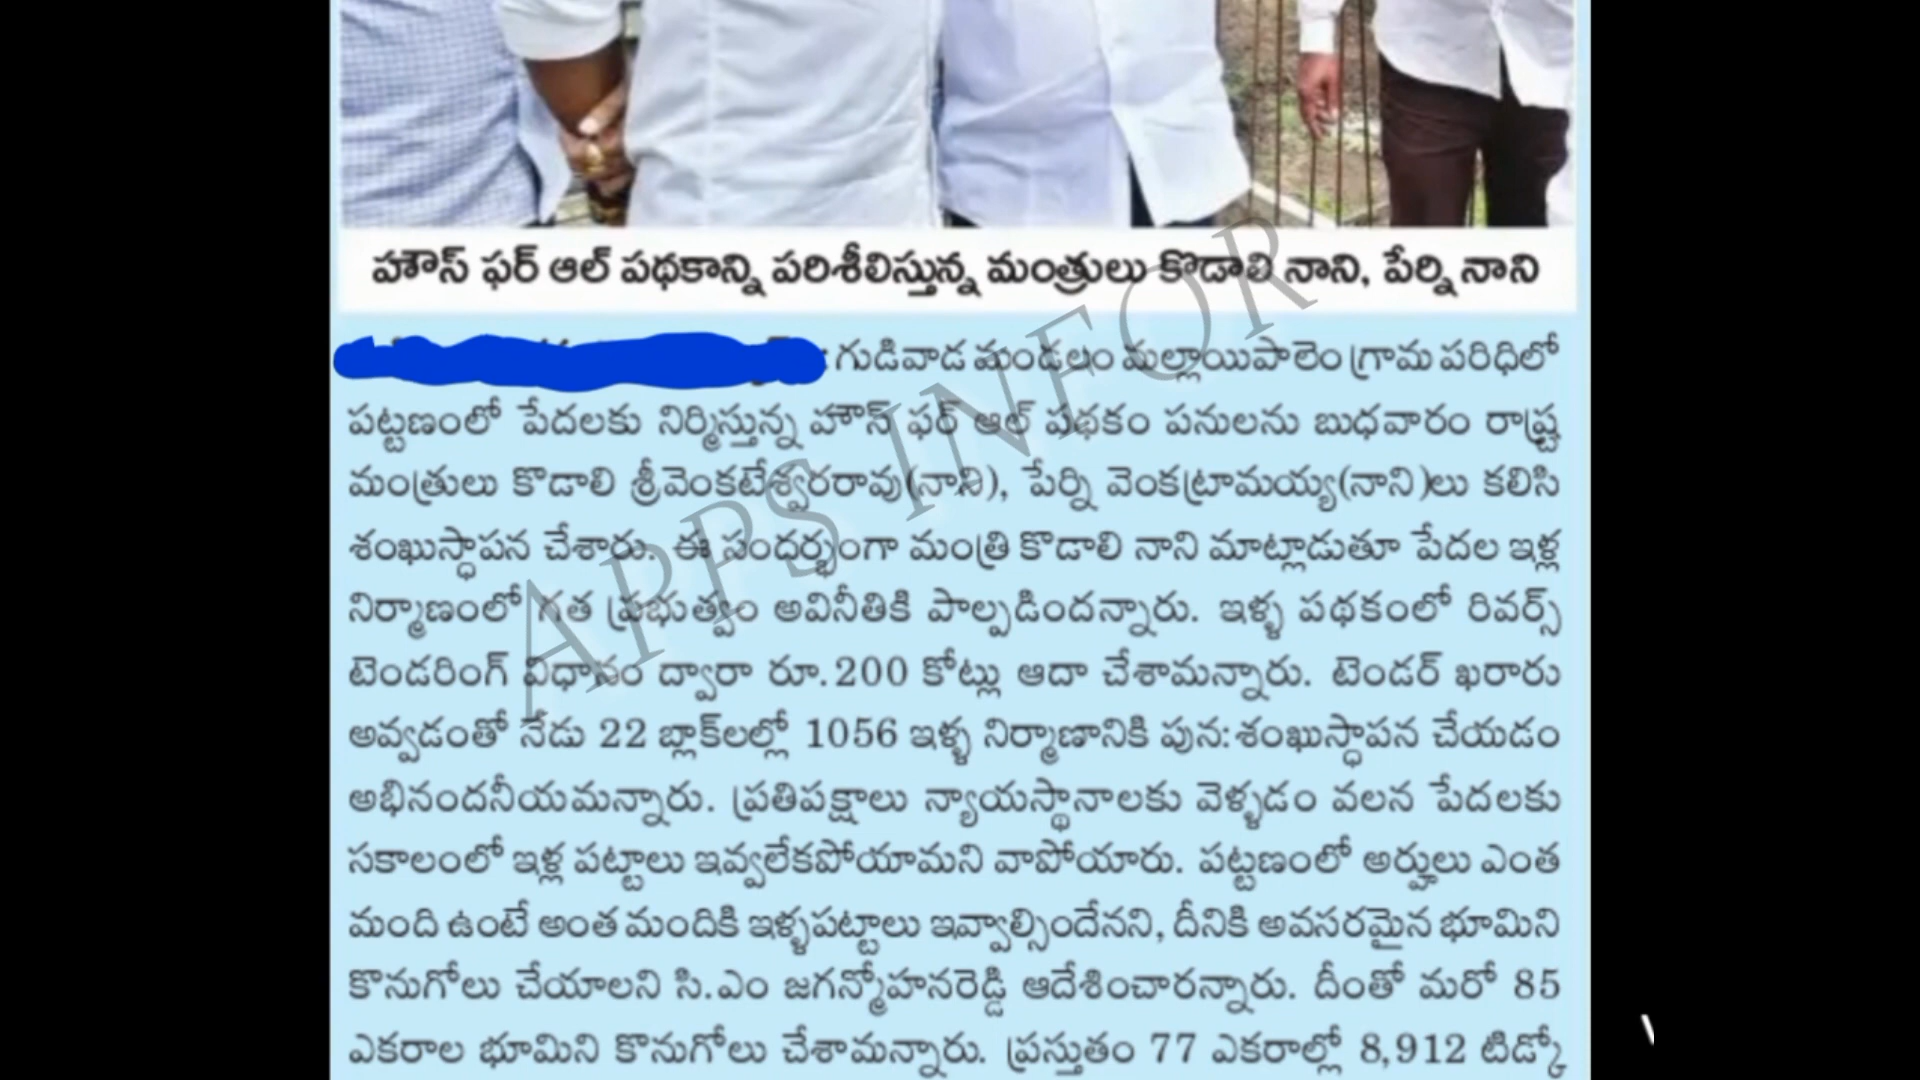 హౌస్ ఫర్ ఆల్ పథకాన్ని పరిశీలిస్తున్న మంత్రులు కొడాలి నాని, పేర్ని నాని
గుడివాడ మండలం మల్లాయిపాలెం గ్రామ పరిధిలో
పట్టణంలో పేదలకు నిర్మిస్తున్న హౌస్ ఫర్ ఆల్ పథకం పనులను బుధవారం రాష్ట్ర
మంత్రులు కొడాలి శ్రీవెంకటేశ్వరరావు(నాని), పేర్ని వెంకట్రామయ్య(నాని)లు కలిసి
శంఖుస్థాపన చేశారు. ఈ సందర్భంగా మంత్రి కొడాలి నాని మాట్లాడుతూ పేదల ఇళ్ల
నిర్మాణంలో గత ప్రభుత్వం అవినీతికి పాల్పడిందన్నారు. ఇళ్ళ పథకంలో రివర్స్
టెండరింగ్ విధానం ద్వారా రూ.200 కోట్లు ఆదా చేశామన్నారు. టెండర్ ఖరారు
అవ్వడంతో నేడు 22 బ్లాక్‌లల్లో 1056 ఇళ్ళ నిర్మాణానికి పున:శంఖుస్థాపన చేయడం
అభినందనీయమన్నారు. ప్రతిపక్షాలు న్యాయస్థానాలకు వెళ్ళడం వలన పేదలకు
సకాలంలో ఇళ్ల పట్టాలు ఇవ్వలేకపోయామని వాపోయారు. పట్టణంలో అర్హులు ఎంత
మంది ఉంటే అంత మందికి ఇళ్ళపట్టాలు ఇవ్వాల్సిందేనని, దీనికి అవసరమైన భూమిని
కొనుగోలు చేయాలని సి.ఎం జగన్మోహనరెడ్డి ఆదేశించారన్నారు. దీంతో మరో 85
ఎకరాల భూమిని కొనుగోలు చేశామన్నారు. ప్రస్తుతం 77 ఎకరాల్లో 8,912 టిడ్కో
APPS INFOR